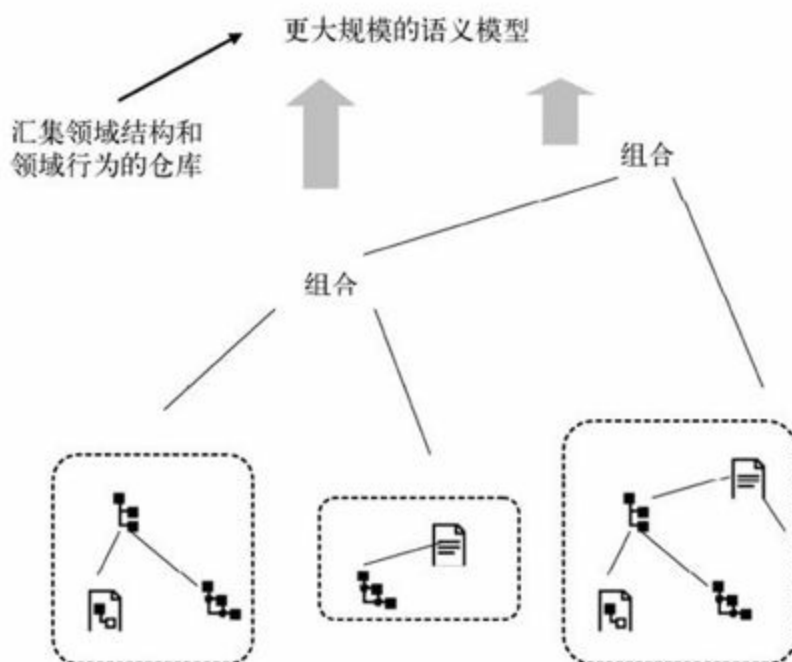 更大规模的语义模型
汇集领域结构和
领域行为的仓库
组合
组合